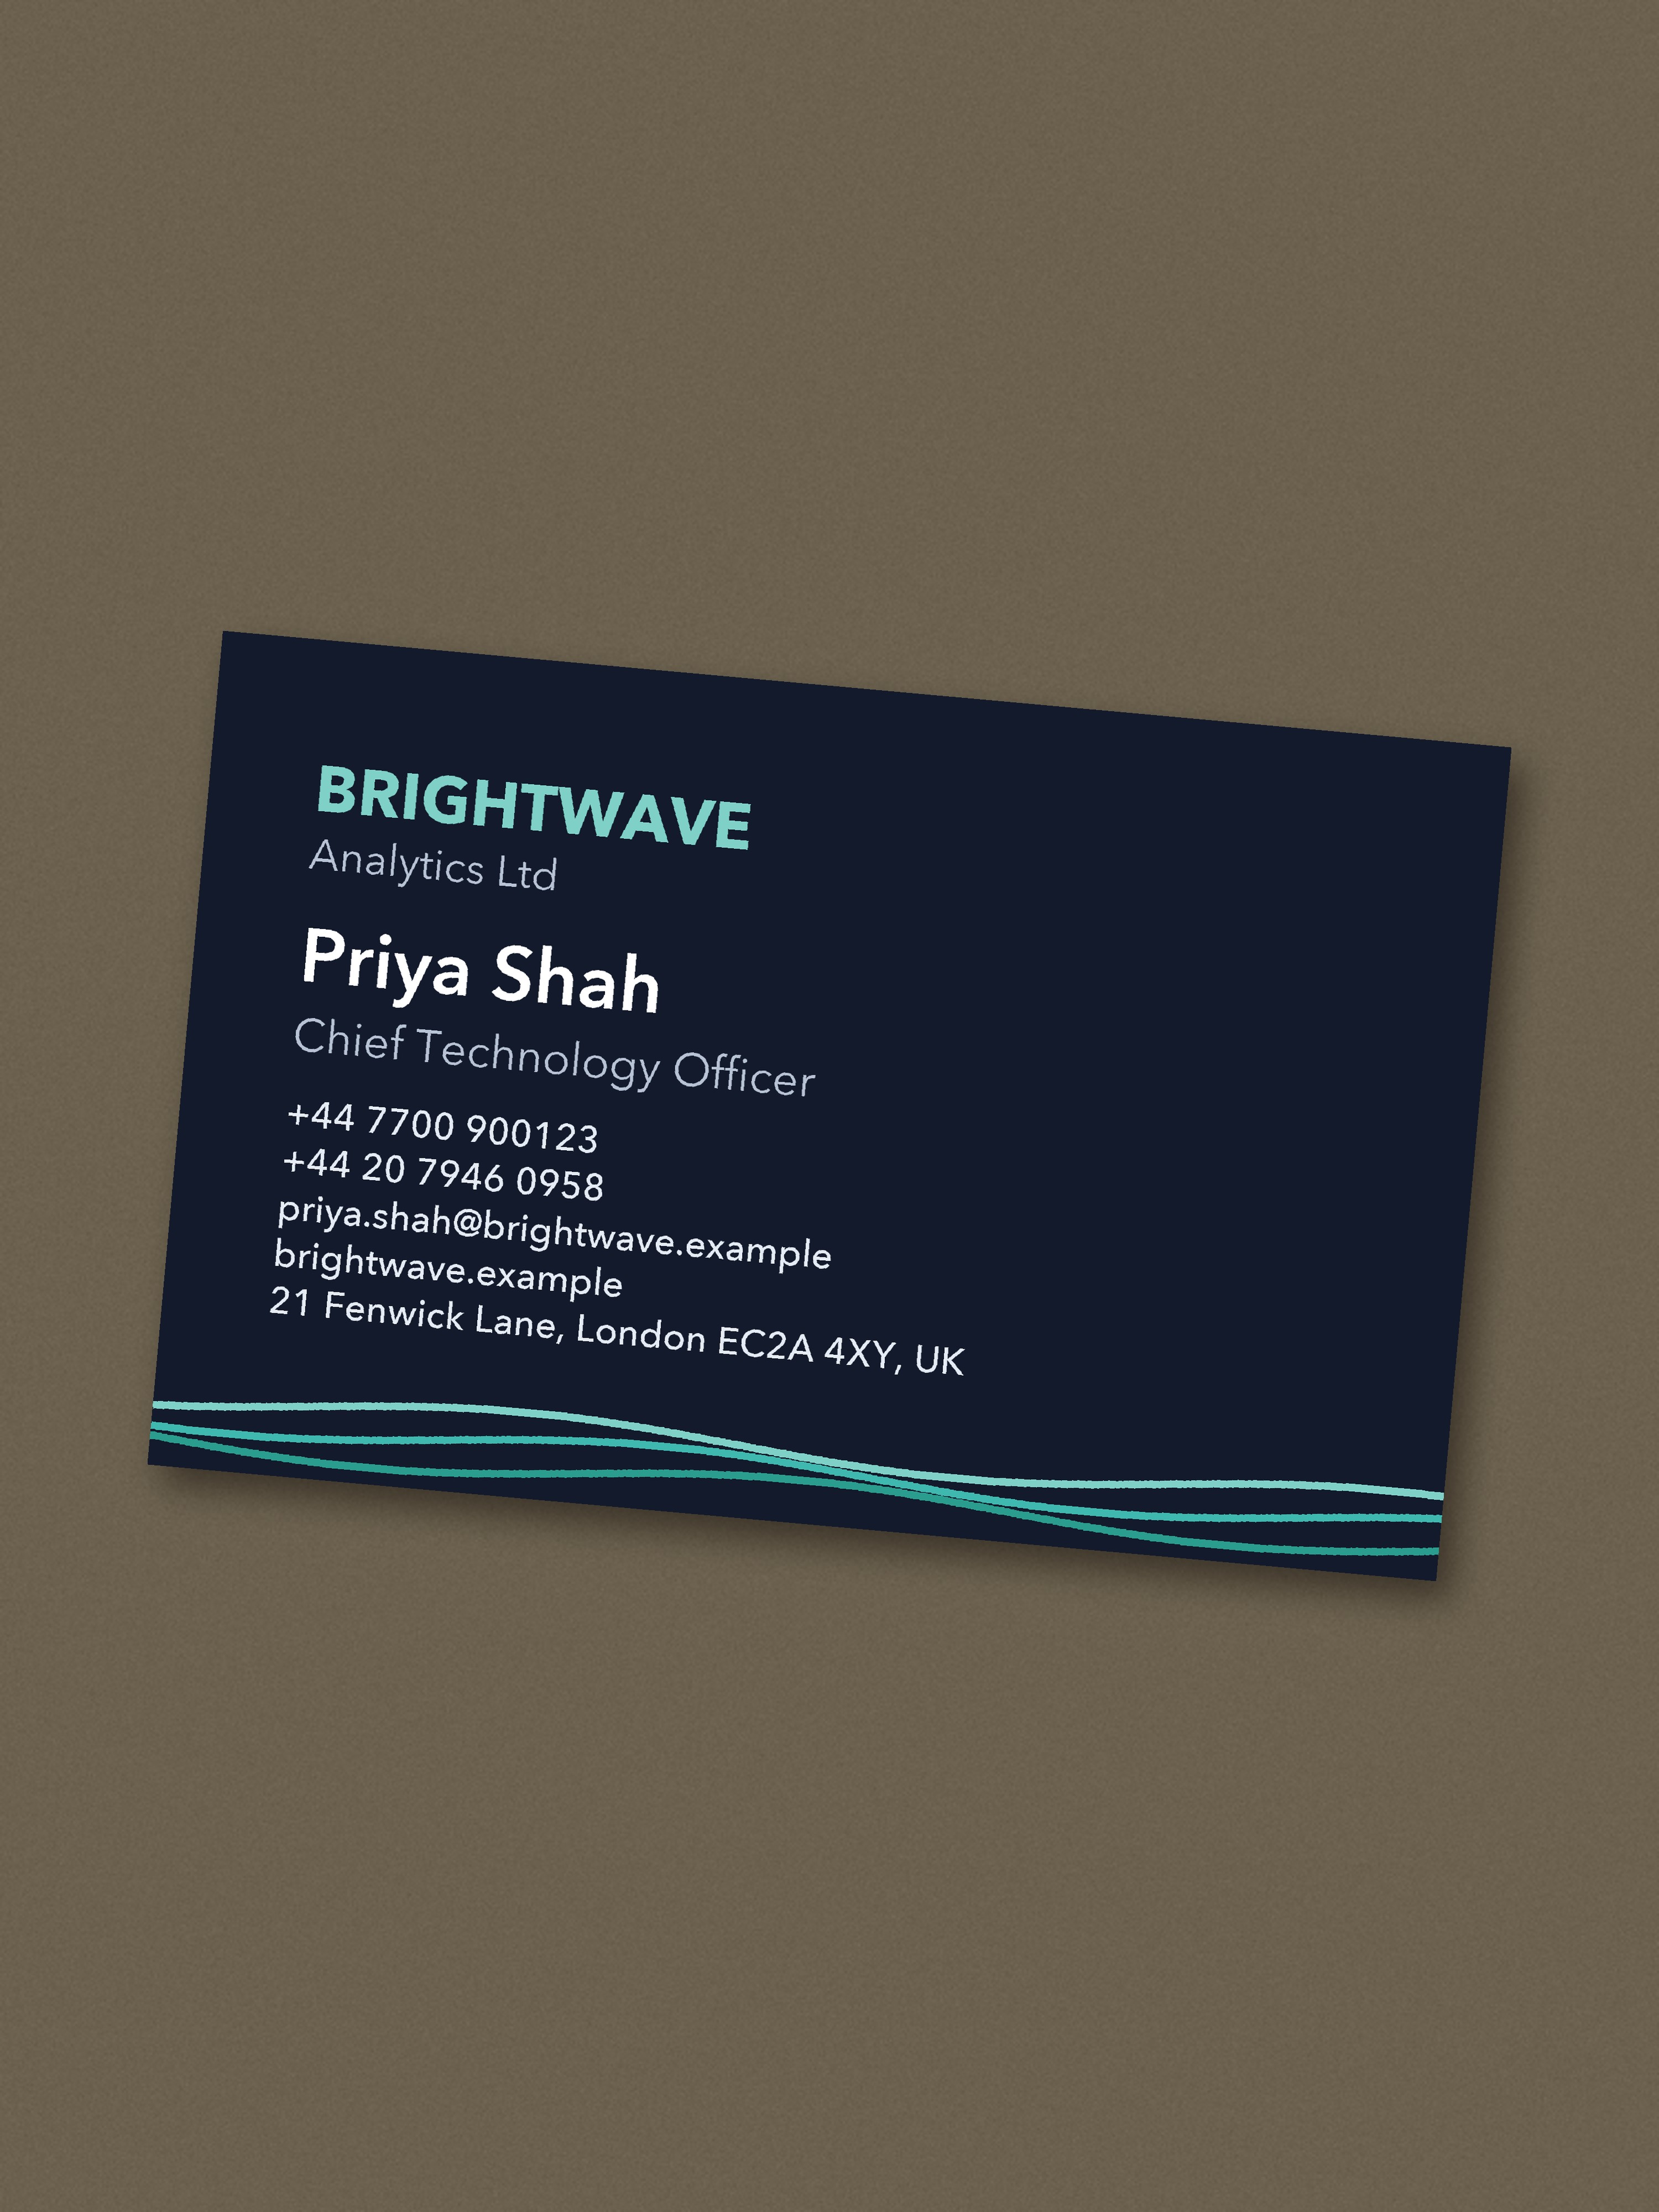 BRIGHTWAVE
Analytics Ltd
Priya Shah
Chief Technology Officer
+44 7700 900123
+44 20 7946 0958
priya.shah@brightwave.example
brightwave.example
21 Fenwick Lane, London EC2A 4XY, UK